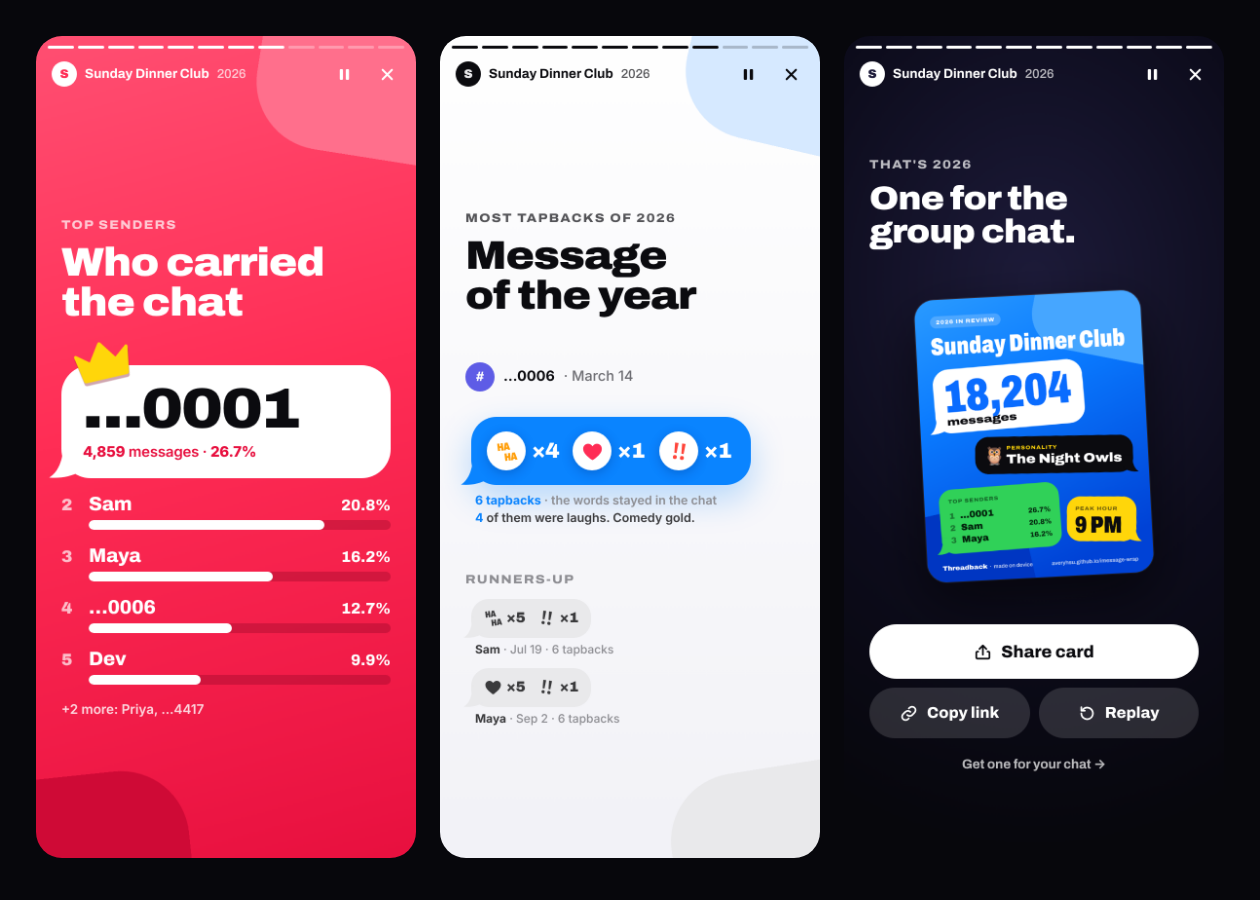 S Sunday Dinner Club 2026
TOP SENDERS
Who carried
the chat
...0001
4,859 messages · 26.7%
2 Sam 20.8%
3 Maya 16.2%
4 ...0006 12.7%
5 Dev 9.9%
+2 more: Priya, ...4417
S Sunday Dinner Club 2026
MOST TAPBACKS OF 2026
Message
of the year
# ...0006 · March 14
HA HA ×4 ×1 !! ×1
6 tapbacks · the words stayed in the chat
4 of them were laughs. Comedy gold.
RUNNERS-UP
HA HA ×5 !! ×1
Sam · Jul 19 · 6 tapbacks
×5 !! ×1
Maya · Sep 2 · 6 tapbacks
S Sunday Dinner Club 2026
THAT'S 2026
One for the
group chat.
2026 IN REVIEW
Sunday Dinner Club
18,204
messages
PERSONALITY
The Night Owls
TOP SENDERS
1 ...0001 26.7%
2 Sam 20.8%
3 Maya 16.2%
PEAK HOUR
9 PM
Threadback · made on device
Share card
Copy link
Replay
Get one for your chat →